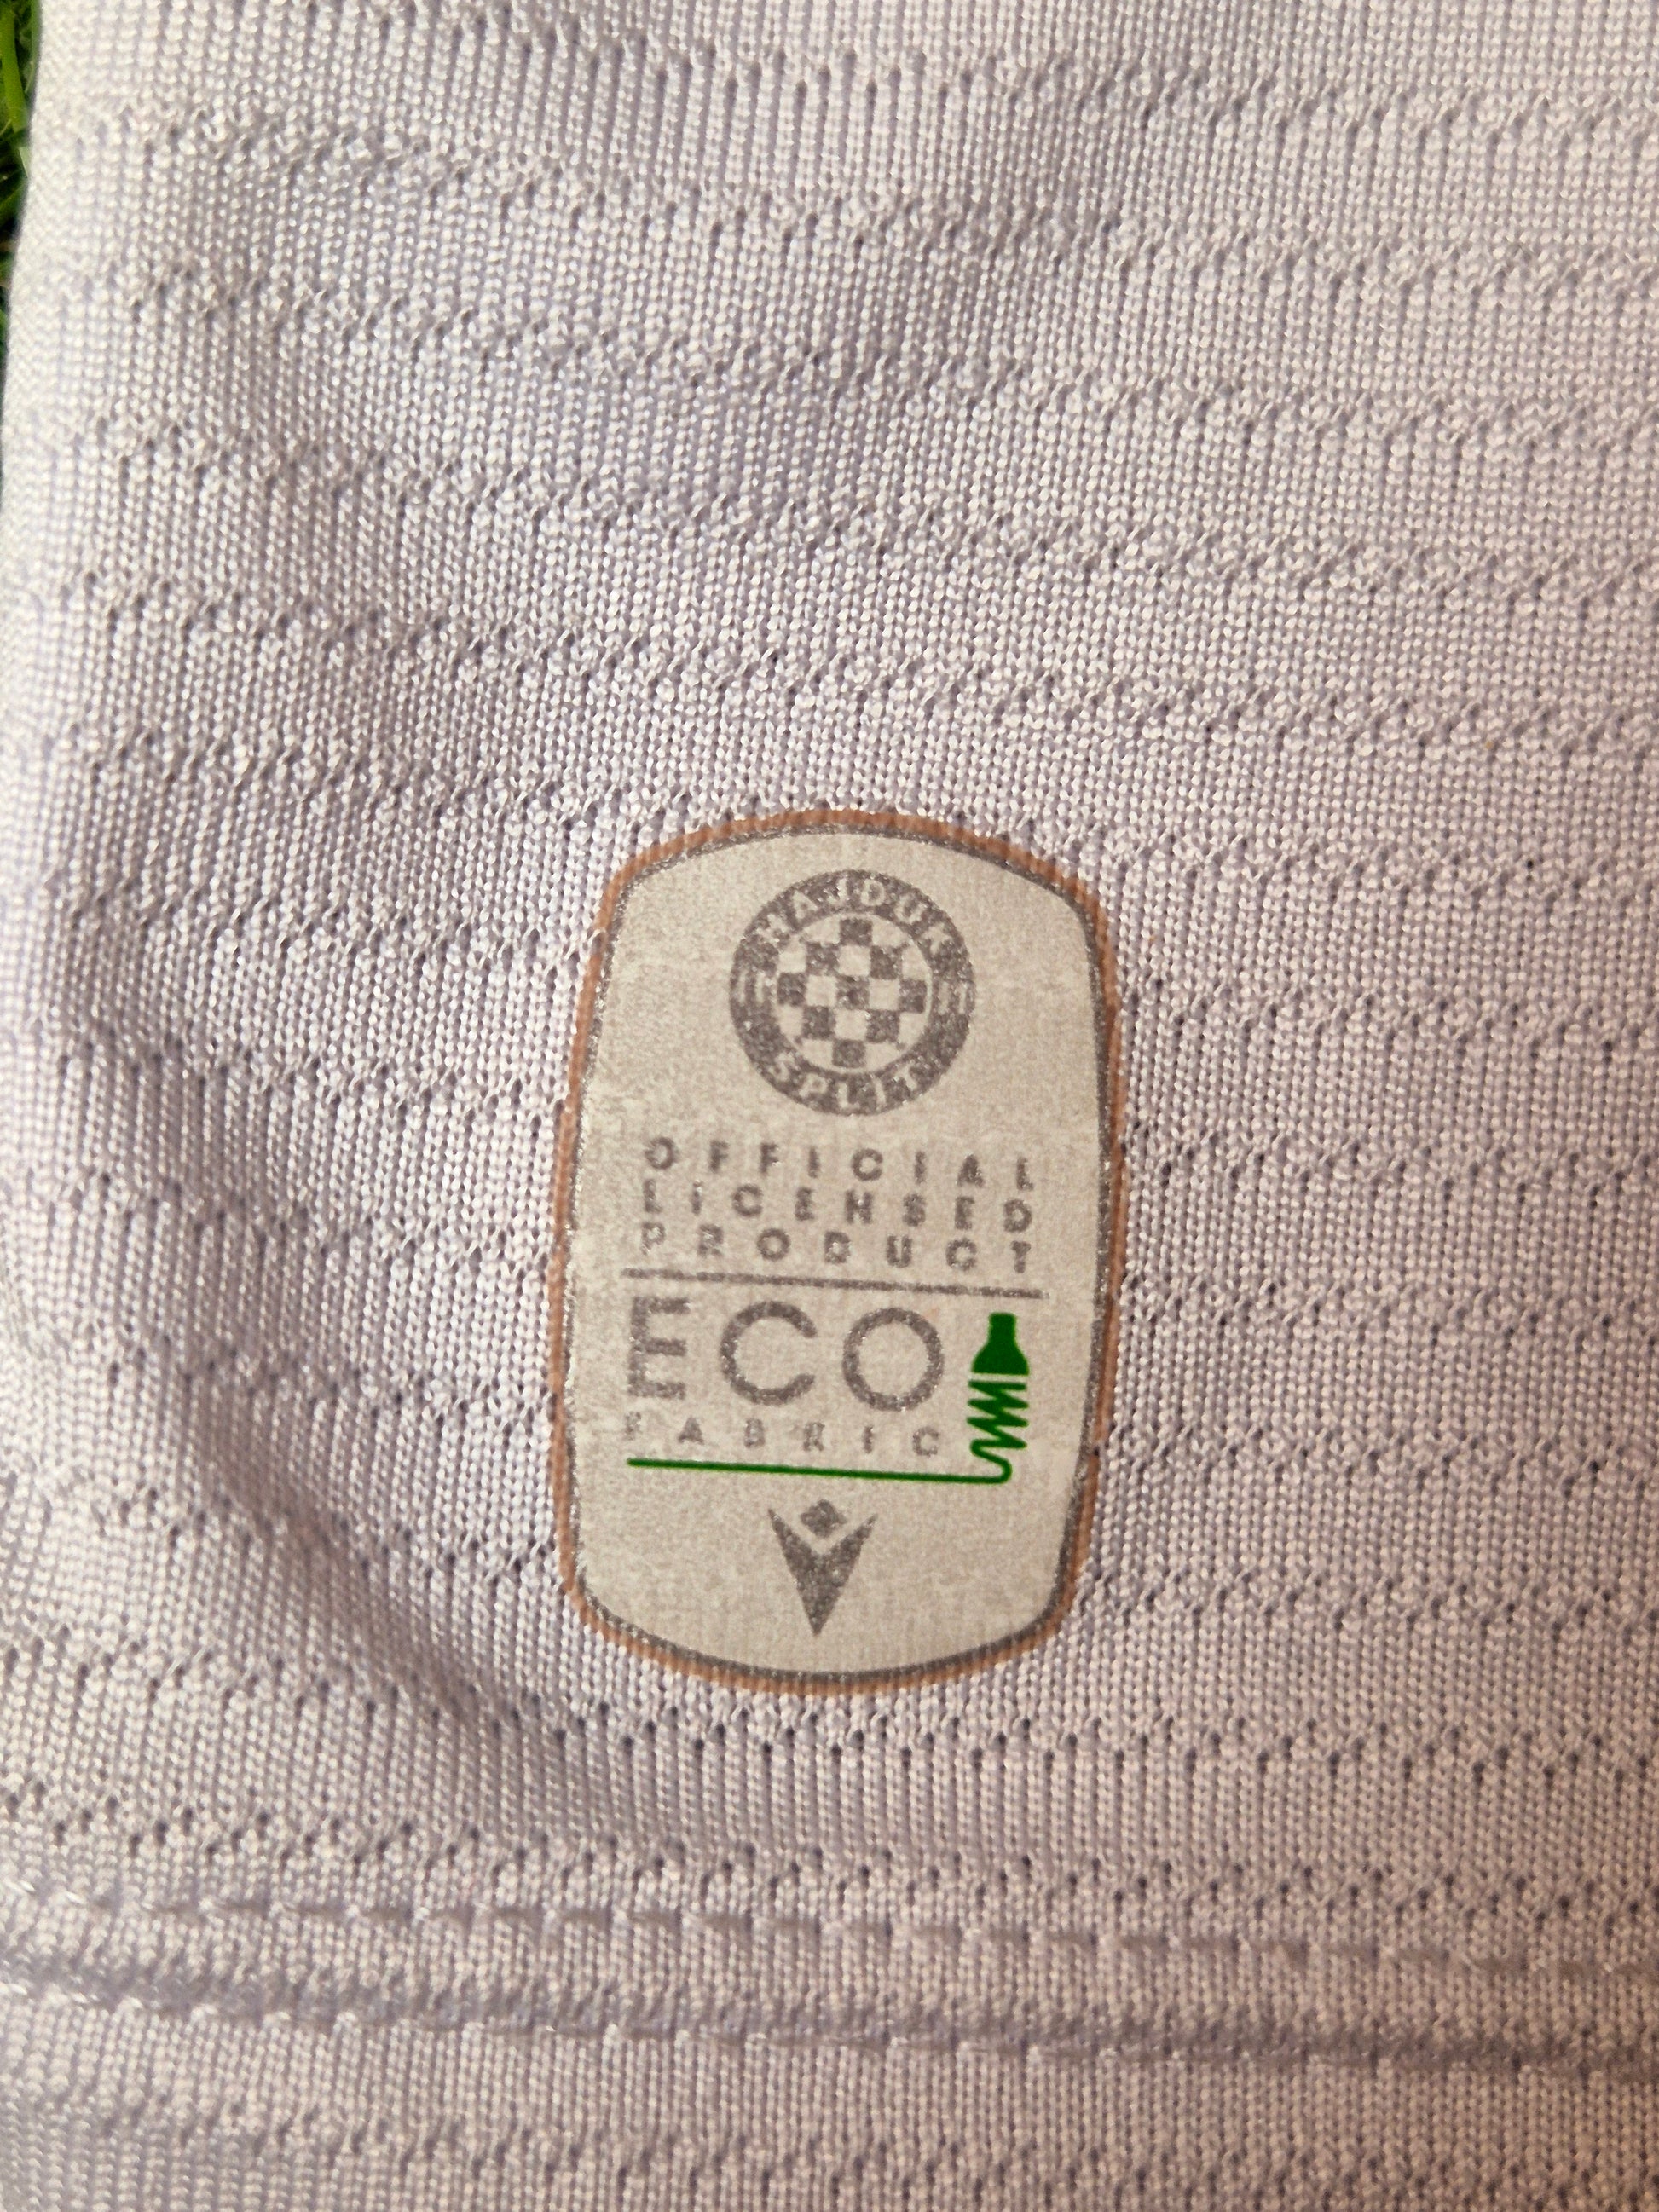 HAJDUK
SPLIT
OFFICIAL
LICENSED
PRODUCT
ECO
FABRIC